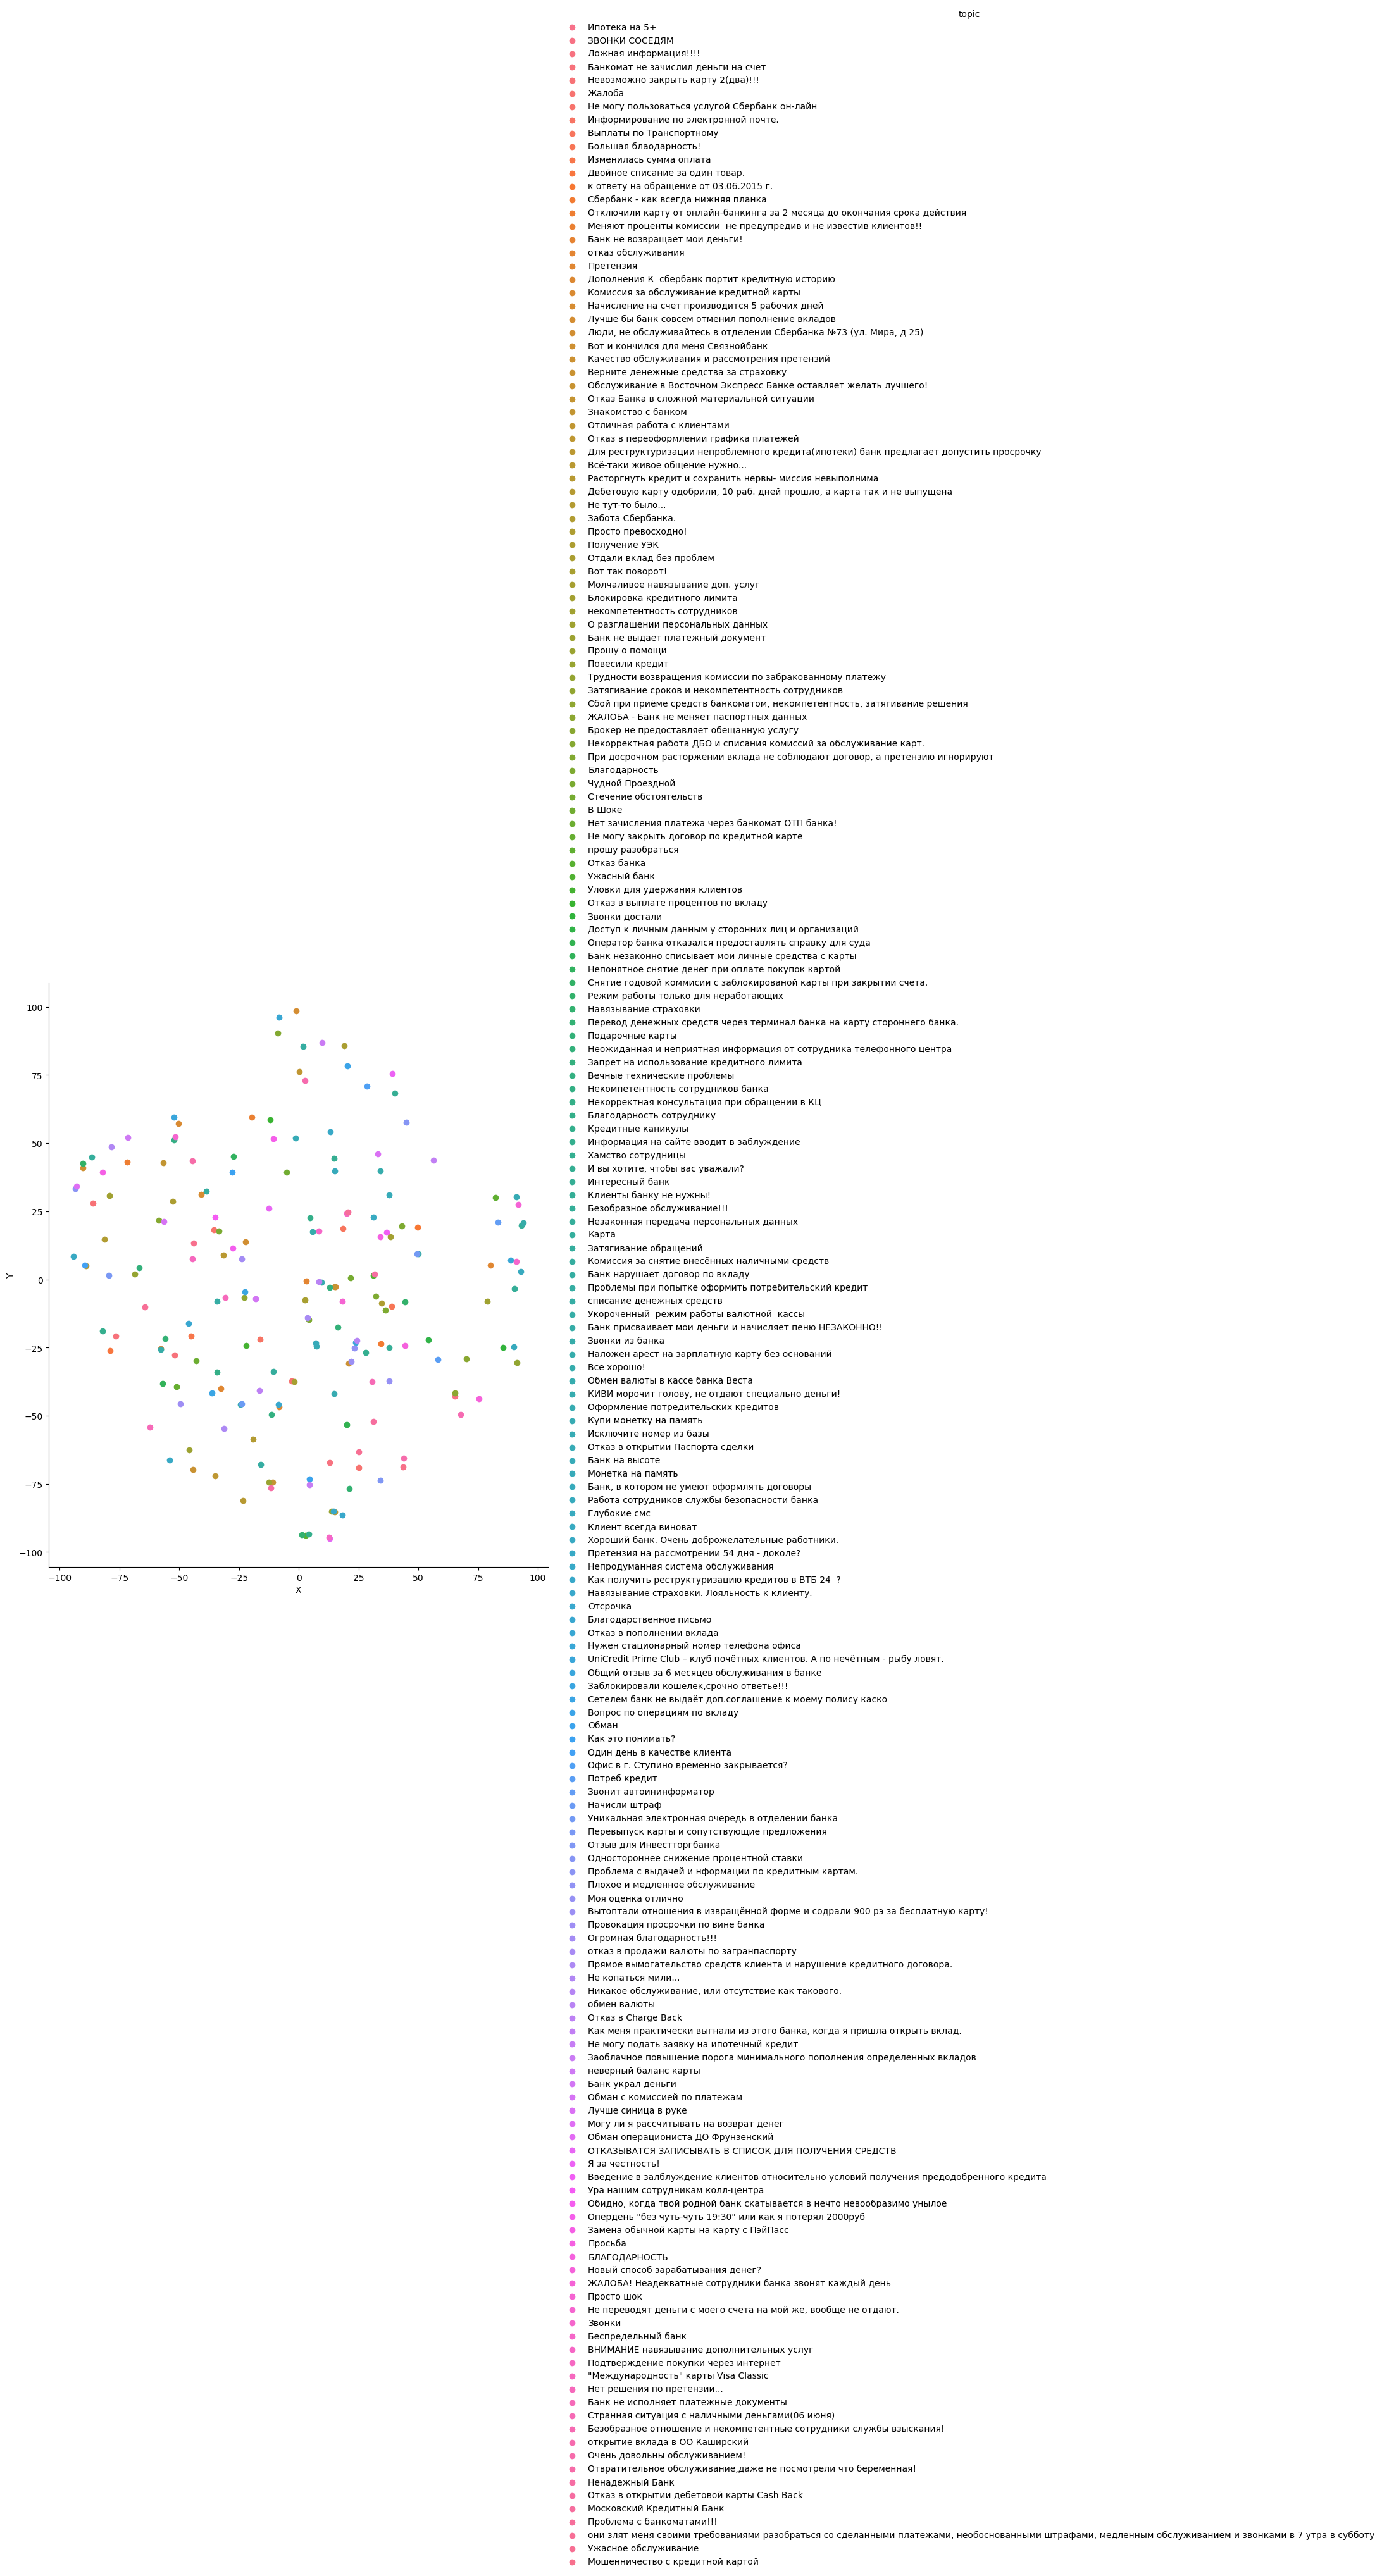 topic
Ипотека на 5+
ЗВОНКИ СОСЕДЯМ
Ложная информация!!!!
Банкомат не зачислил деньги на счет
Невозможно закрыть карту 2(два)!!!
Жалоба
Не могу пользоваться услугой Сбербанк он-лайн
Информирование по электронной почте.
Выплаты по Транспортному
Большая блаодарность!
Изменилась сумма оплата
Двойное списание за один товар.
к ответу на обращение от 03.06.2015 г.
Сбербанк - как всегда нижняя планка
Отключили карту от онлайн-банкинга за 2 месяца до окончания срока действия
Меняют проценты комиссии  не предупредив и не известив клиентов!!
Банк не возвращает мои деньги!
отказ обслуживания
Претензия
Дополнения К  сбербанк портит кредитную историю
Комиссия за обслуживание кредитной карты
Начисление на счет производится 5 рабочих дней
Лучше бы банк совсем отменил пополнение вкладов
Люди, не обслуживайтесь в отделении Сбербанка №73 (ул. Мира, д 25)
Вот и кончился для меня Связнойбанк
Качество обслуживания и рассмотрения претензий
Верните денежные средства за страховку
Обслуживание в Восточном Экспресс Банке оставляет желать лучшего!
Отказ Банка в сложной материальной ситуации
Знакомство с банком
Отличная работа с клиентами
Отказ в переоформлении графика платежей
Для реструктуризации непроблемного кредита(ипотеки) банк предлагает допустить просрочку
Всё-таки живое общение нужно...
Расторгнуть кредит и сохранить нервы- миссия невыполнима
Дебетовую карту одобрили, 10 раб. дней прошло, а карта так и не выпущена
Не тут-то было...
Забота Сбербанка.
Просто превосходно!
Получение УЭК
Отдали вклад без проблем
Вот так поворот!
Молчаливое навязывание доп. услуг
Блокировка кредитного лимита
некомпетентность сотрудников
О разглашении персональных данных
Банк не выдает платежный документ
Прошу о помощи
Повесили кредит
Трудности возвращения комиссии по забракованному платежу
Затягивание сроков и некомпетентность сотрудников
Сбой при приёме средств банкоматом, некомпетентность, затягивание решения
ЖАЛОБА - Банк не меняет паспортных данных
Брокер не предоставляет обещанную услугу
Некорректная работа ДБО и списания комиссий за обслуживание карт.
При досрочном расторжении вклада не соблюдают договор, а претензию игнорируют
Благодарность
Чудной Проездной
Стечение обстоятельств
В Шоке
Нет зачисления платежа через банкомат ОТП банка!
Не могу закрыть договор по кредитной карте
прошу разобраться
Отказ банка
Ужасный банк
Уловки для удержания клиентов
Отказ в выплате процентов по вкладу
Звонки достали
Доступ к личным данным у сторонних лиц и организаций
Оператор банка отказался предоставлять справку для суда
Банк незаконно списывает мои личные средства с карты
Непонятное снятие денег при оплате покупок картой
Снятие годовой коммисии с заблокированой карты при закрытии счета.
Режим работы только для неработающих
Навязывание страховки
Перевод денежных средств через терминал банка на карту стороннего банка.
Подарочные карты
Неожиданная и неприятная информация от сотрудника телефонного центра
Запрет на использование кредитного лимита
Вечные технические проблемы
Некомпетентность сотрудников банка
Некорректная консультация при обращении в КЦ
Благодарность сотруднику
Кредитные каникулы
Информация на сайте вводит в заблуждение
Хамство сотрудницы
И вы хотите, чтобы вас уважали?
Интересный банк
Клиенты банку не нужны!
Безобразное обслуживание!!!
Незаконная передача персональных данных
Карта
Затягивание обращений
Комиссия за снятие внесённых наличными средств
Банк нарушает договор по вкладу
Проблемы при попытке оформить потребительский кредит
списание денежных средств
Укороченный  режим работы валютной  кассы
Банк присваивает мои деньги и начисляет пеню НЕЗАКОННО!!
Звонки из банка
Наложен арест на зарплатную карту без оснований
Все хорошо!
Обмен валюты в кассе банка Веста
КИВИ морочит голову, не отдают специально деньги!
Оформление потредительских кредитов
Купи монетку на память
Исключите номер из базы
Отказ в открытии Паспорта сделки
Банк на высоте
Монетка на память
Банк, в котором не умеют оформлять договоры
Работа сотрудников службы безопасности банка
Глубокие смс
Клиент всегда виноват
Хороший банк. Очень доброжелательные работники.
Претензия на рассмотрении 54 дня - доколе?
Непродуманная система обслуживания
Как получить реструктуризацию кредитов в ВТБ 24  ?
Навязывание страховки. Лояльность к клиенту.
Отсрочка
Благодарственное письмо
Отказ в пополнении вклада
Нужен стационарный номер телефона офиса
UniCredit Prime Club – клуб почётных клиентов. А по нечётным - рыбу ловят.
Общий отзыв за 6 месяцев обслуживания в банке
Заблокировали кошелек,срочно ответье!!!
Сетелем банк не выдаёт доп.соглашение к моему полису каско
Вопрос по операциям по вкладу
Обман
Как это понимать?
Один день в качестве клиента
Офис в г. Ступино временно закрывается?
Потреб кредит
Звонит автоининформатор
Начисли штраф
Уникальная электронная очередь в отделении банка
Перевыпуск карты и сопутствующие предложения
Отзыв для Инвестторгбанка
Одностороннее снижение процентной ставки
Проблема с выдачей и нформации по кредитным картам.
Плохое и медленное обслуживание
Моя оценка отлично
Вытоптали отношения в извращённой форме и содрали 900 рэ за бесплатную карту!
Провокация просрочки по вине банка
Огромная благодарность!!!
отказ в продажи валюты по загранпаспорту
Прямое вымогательство средств клиента и нарушение кредитного договора.
Не копаться мили...
Никакое обслуживание, или отсутствие как такового.
обмен валюты
Отказ в Charge Back
Как меня практически выгнали из этого банка, когда я пришла открыть вклад.
Не могу подать заявку на ипотечный кредит
Заоблачное повышение порога минимального пополнения определенных вкладов
неверный баланс карты
Банк украл деньги
Обман с комиссией по платежам
Лучше синица в руке
Могу ли я рассчитывать на возврат денег
Обман операциониста ДО Фрунзенский
ОТКАЗЫВАТСЯ ЗАПИСЫВАТЬ В СПИСОК ДЛЯ ПОЛУЧЕНИЯ СРЕДСТВ
Я за честность!
Введение в залблуждение клиентов относительно условий получения предодобренного кредита
Ура нашим сотрудникам колл-центра
Обидно, когда твой родной банк скатывается в нечто невообразимо унылое
Опердень "без чуть-чуть 19:30" или как я потерял 2000руб
Замена обычной карты на карту с ПэйПасс
Просьба
БЛАГОДАРНОСТЬ
Новый способ зарабатывания денег?
ЖАЛОБА! Неадекватные сотрудники банка звонят каждый день
Просто шок
Не переводят деньги с моего счета на мой же, вообще не отдают.
Звонки
Беспредельный банк
ВНИМАНИЕ навязывание дополнительных услуг
Подтверждение покупки через интернет
"Международность" карты Visa Classic
Нет решения по претензии...
Банк не исполняет платежные документы
Странная ситуация с наличными деньгами(06 июня)
Безобразное отношение и некомпетентные сотрудники службы взыскания!
открытие вклада в ОО Каширский
Очень довольны обслуживанием!
Отвратительное обслуживание,даже не посмотрели что беременная!
Ненадежный Банк
Отказ в открытии дебетовой карты Cash Back
Московский Кредитный Банк
Проблема с банкоматами!!!
они злят меня своими требованиями разобраться со сделанными платежами, необоснованными штрафами, медленным обслуживанием и звонками в 7 утра в субботу
Ужасное обслуживание
Мошенничество с кредитной картой
100
75
50
25
0
−25
−50
−75
−100
Y
−100 −75 −50 −25 0 25 50 75 100
X